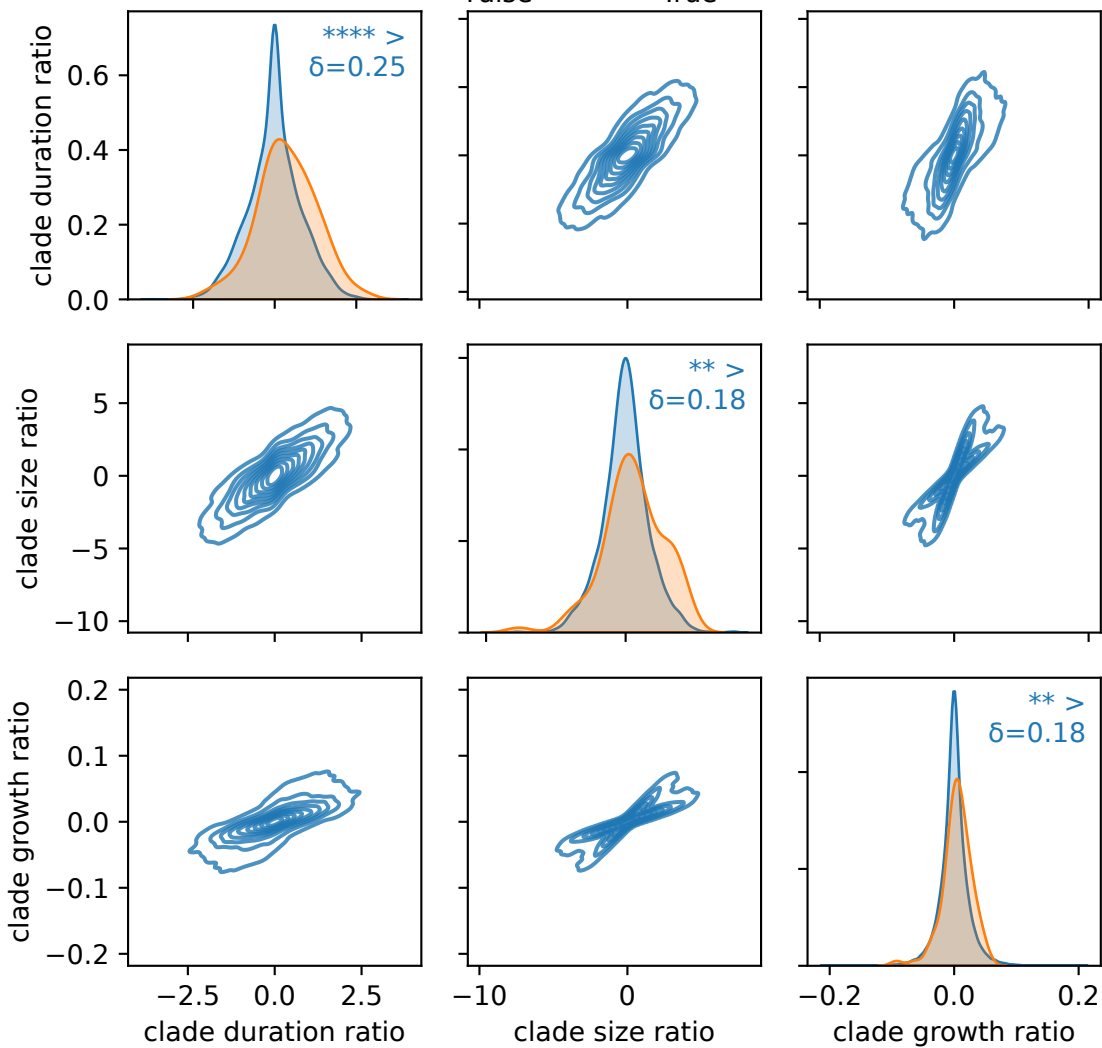 False True
clade duration ratio
0.6
0.4
0.2
0.0
**** >
δ=0.25
clade size ratio
5
0
−5
−10
** >
δ=0.18
clade growth ratio
0.2
0.1
0.0
−0.1
−0.2
** >
δ=0.18
−2.5 0.0 2.5
−10 0
−0.2 0.0 0.2
clade duration ratio
clade size ratio
clade growth ratio